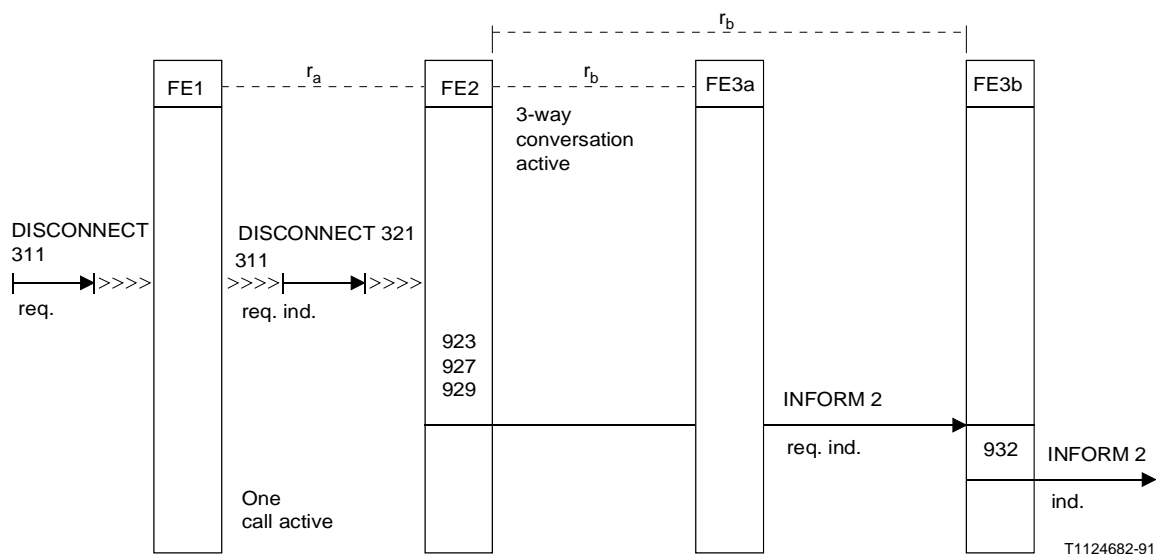 r_b
FE1
r_a
FE2
r_b
FE3a
FE3b
3-way
conversation
active
DISCONNECT
311
>>>>
req.
DISCONNECT 321
311
>>>>
>>>>
req. ind.
923
927
929
INFORM 2
req. ind.
932
INFORM 2
ind.
One
call active
T1124682-91